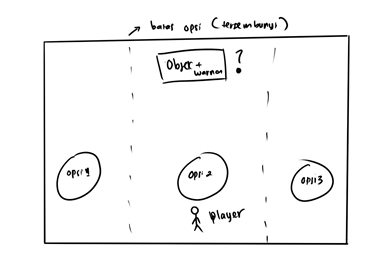 batas opsi (tersembunyi)
Objek +
warna
?
opsi 1
opsi 2
opsi 3
player